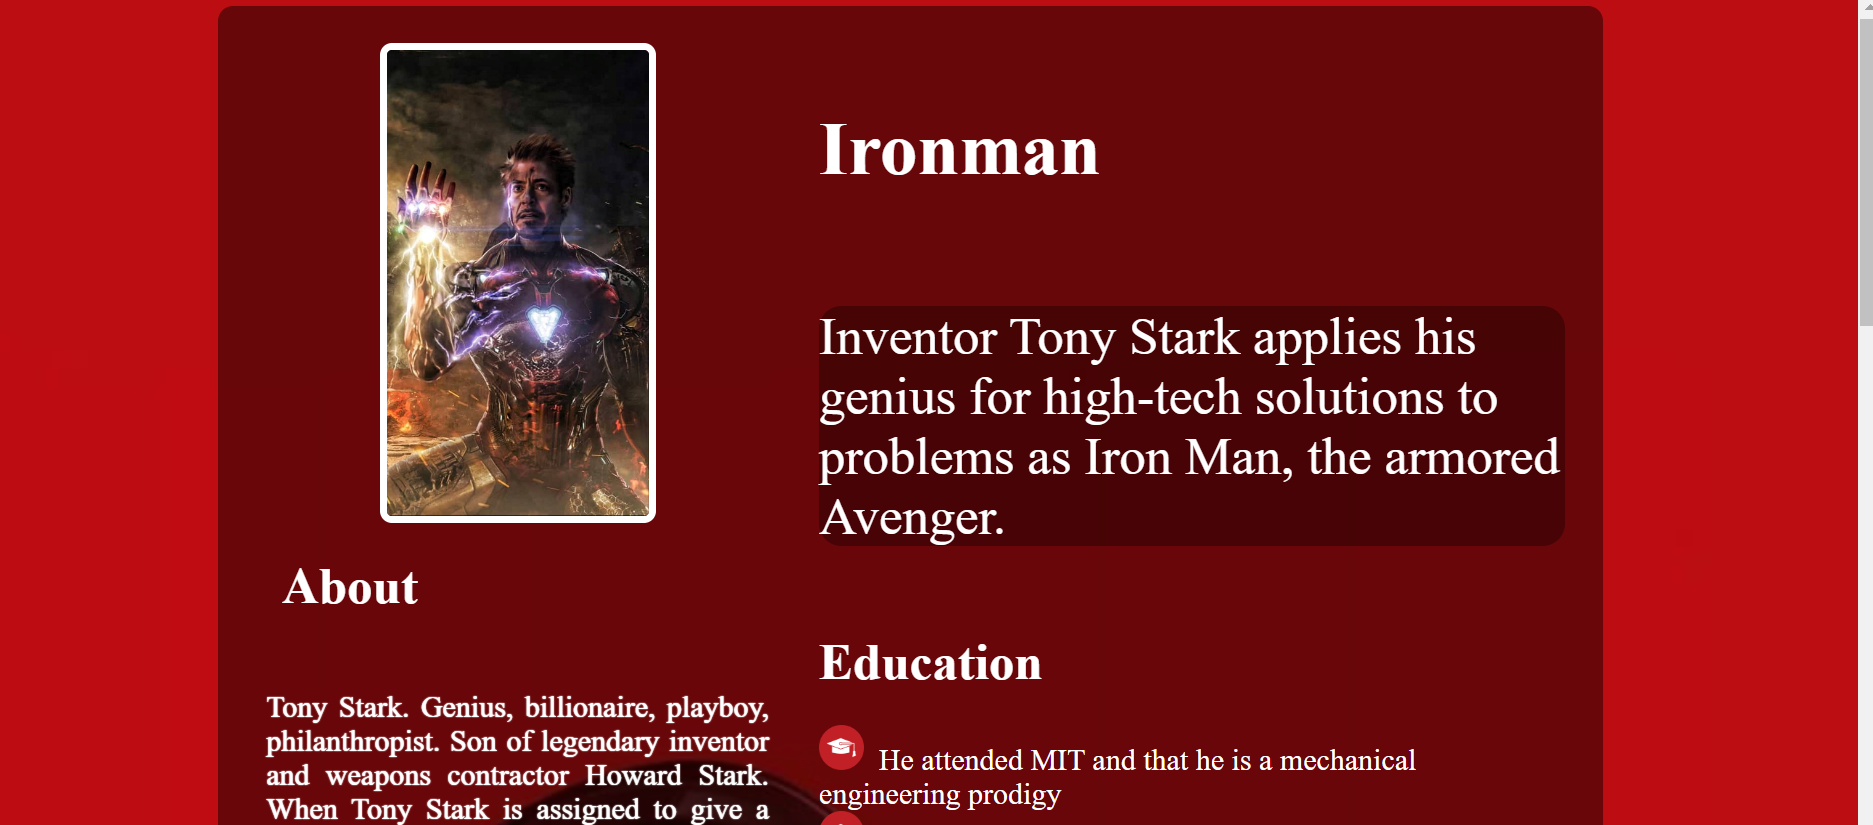 Ironman
Inventor Tony Stark applies his
genius for high-tech solutions to
problems as Iron Man, the armored
Avenger.
About
Tony Stark. Genius, billionaire, playboy,
philanthropist. Son of legendary inventor
and weapons contractor Howard Stark.
When Tony Stark is assigned to give a
Education
He attended MIT and that he is a mechanical
engineering prodigy